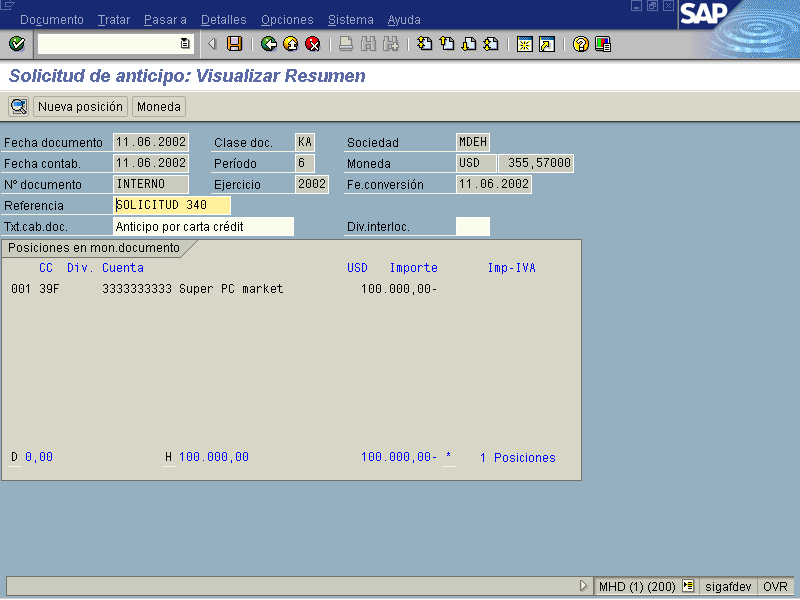 Documento Tratar Pasar a Detalles Opciones Sistema Ayuda
SAP
Solicitud de anticipo: Visualizar Resumen
Nueva posición Moneda
Fecha documento 11.06.2002 Clase doc. KA Sociedad MDEH
Fecha contab. 11.06.2002 Período 6 Moneda USD 355,57000
Nº documento INTERNO Ejercicio 2002 Fe.conversión 11.06.2002
Referencia SOLICITUD 340
Txt.cab.doc. Anticipo por carta crédit Div.interloc.
Posiciones en mon.documento
CC Div. Cuenta USD Importe Imp-IVA
001 39F 3333333333 Super PC market 100.000,00-
D 0,00 H 100.000,00 100.000,00- * 1 Posiciones
MHD (1) (200) sigafdev OVR